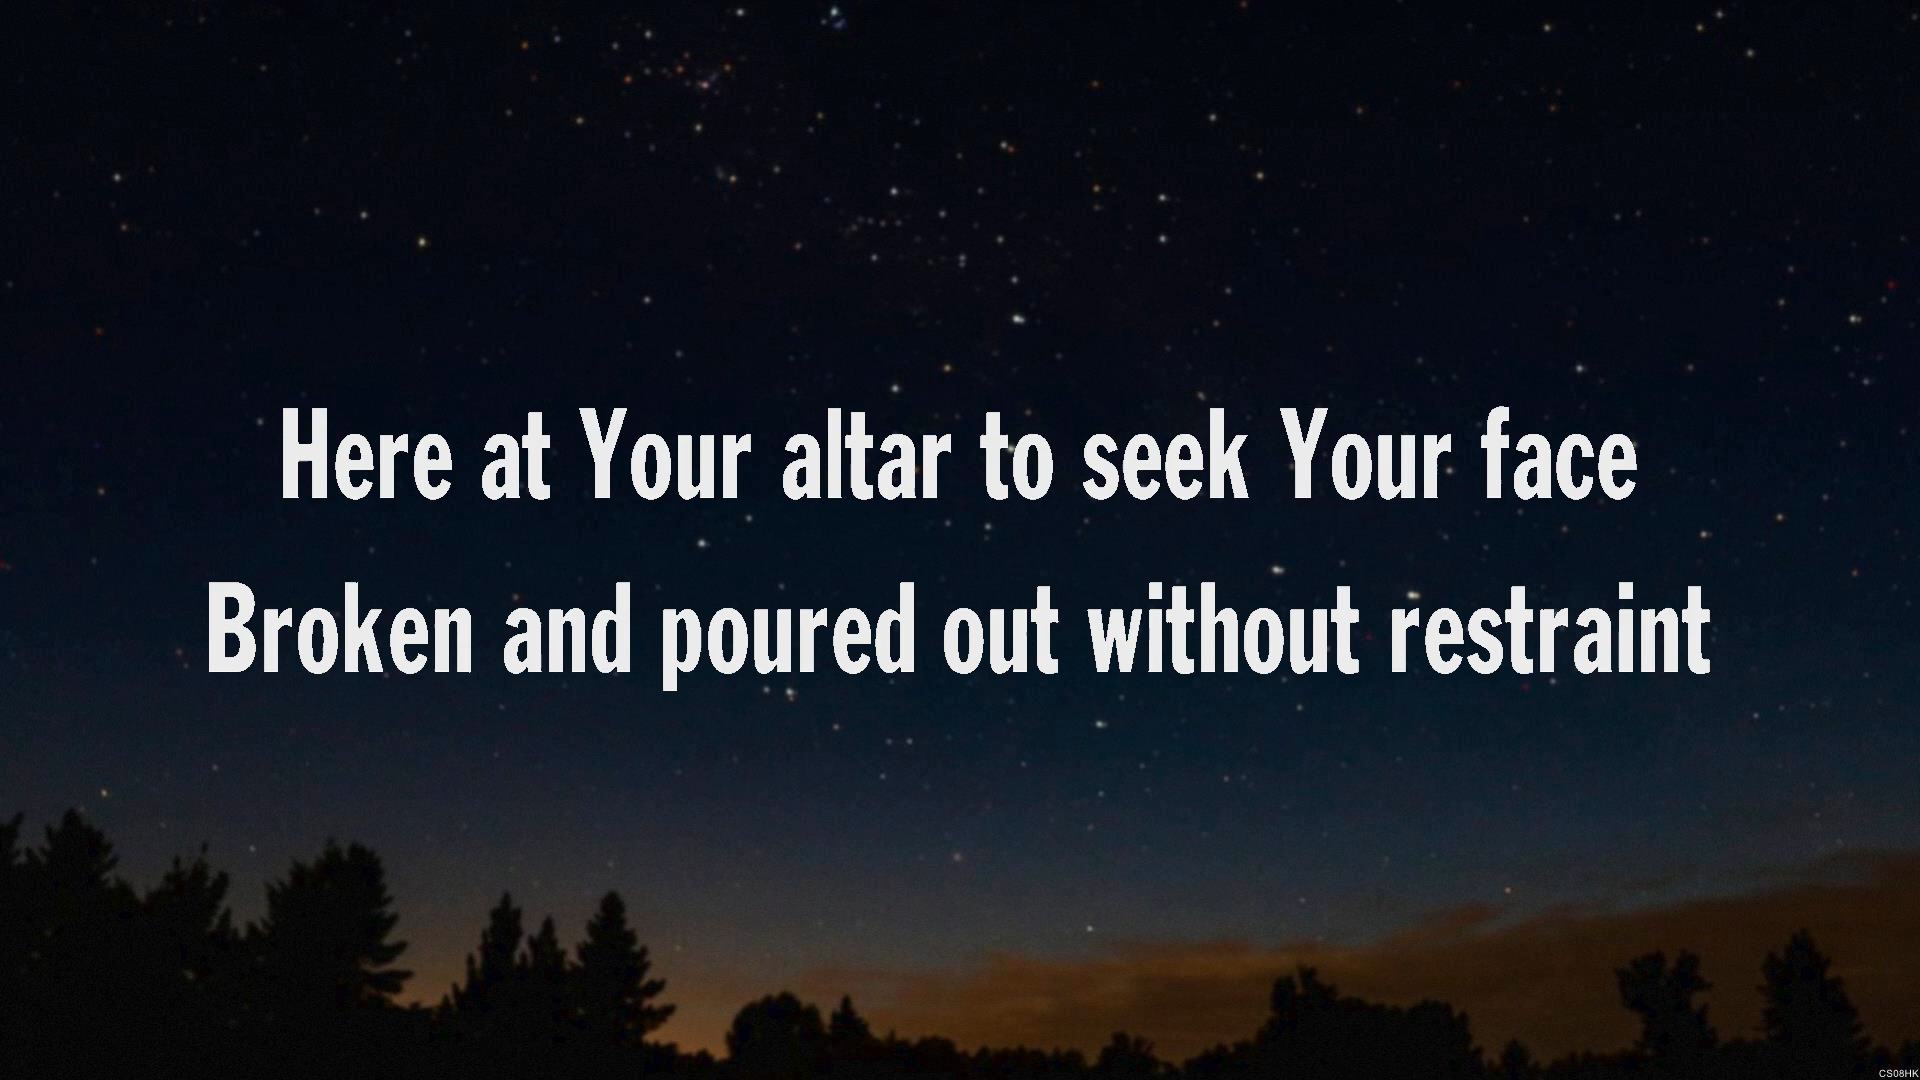 Here at Your altar to seek Your face
Broken and poured out without restraint
CS08HK